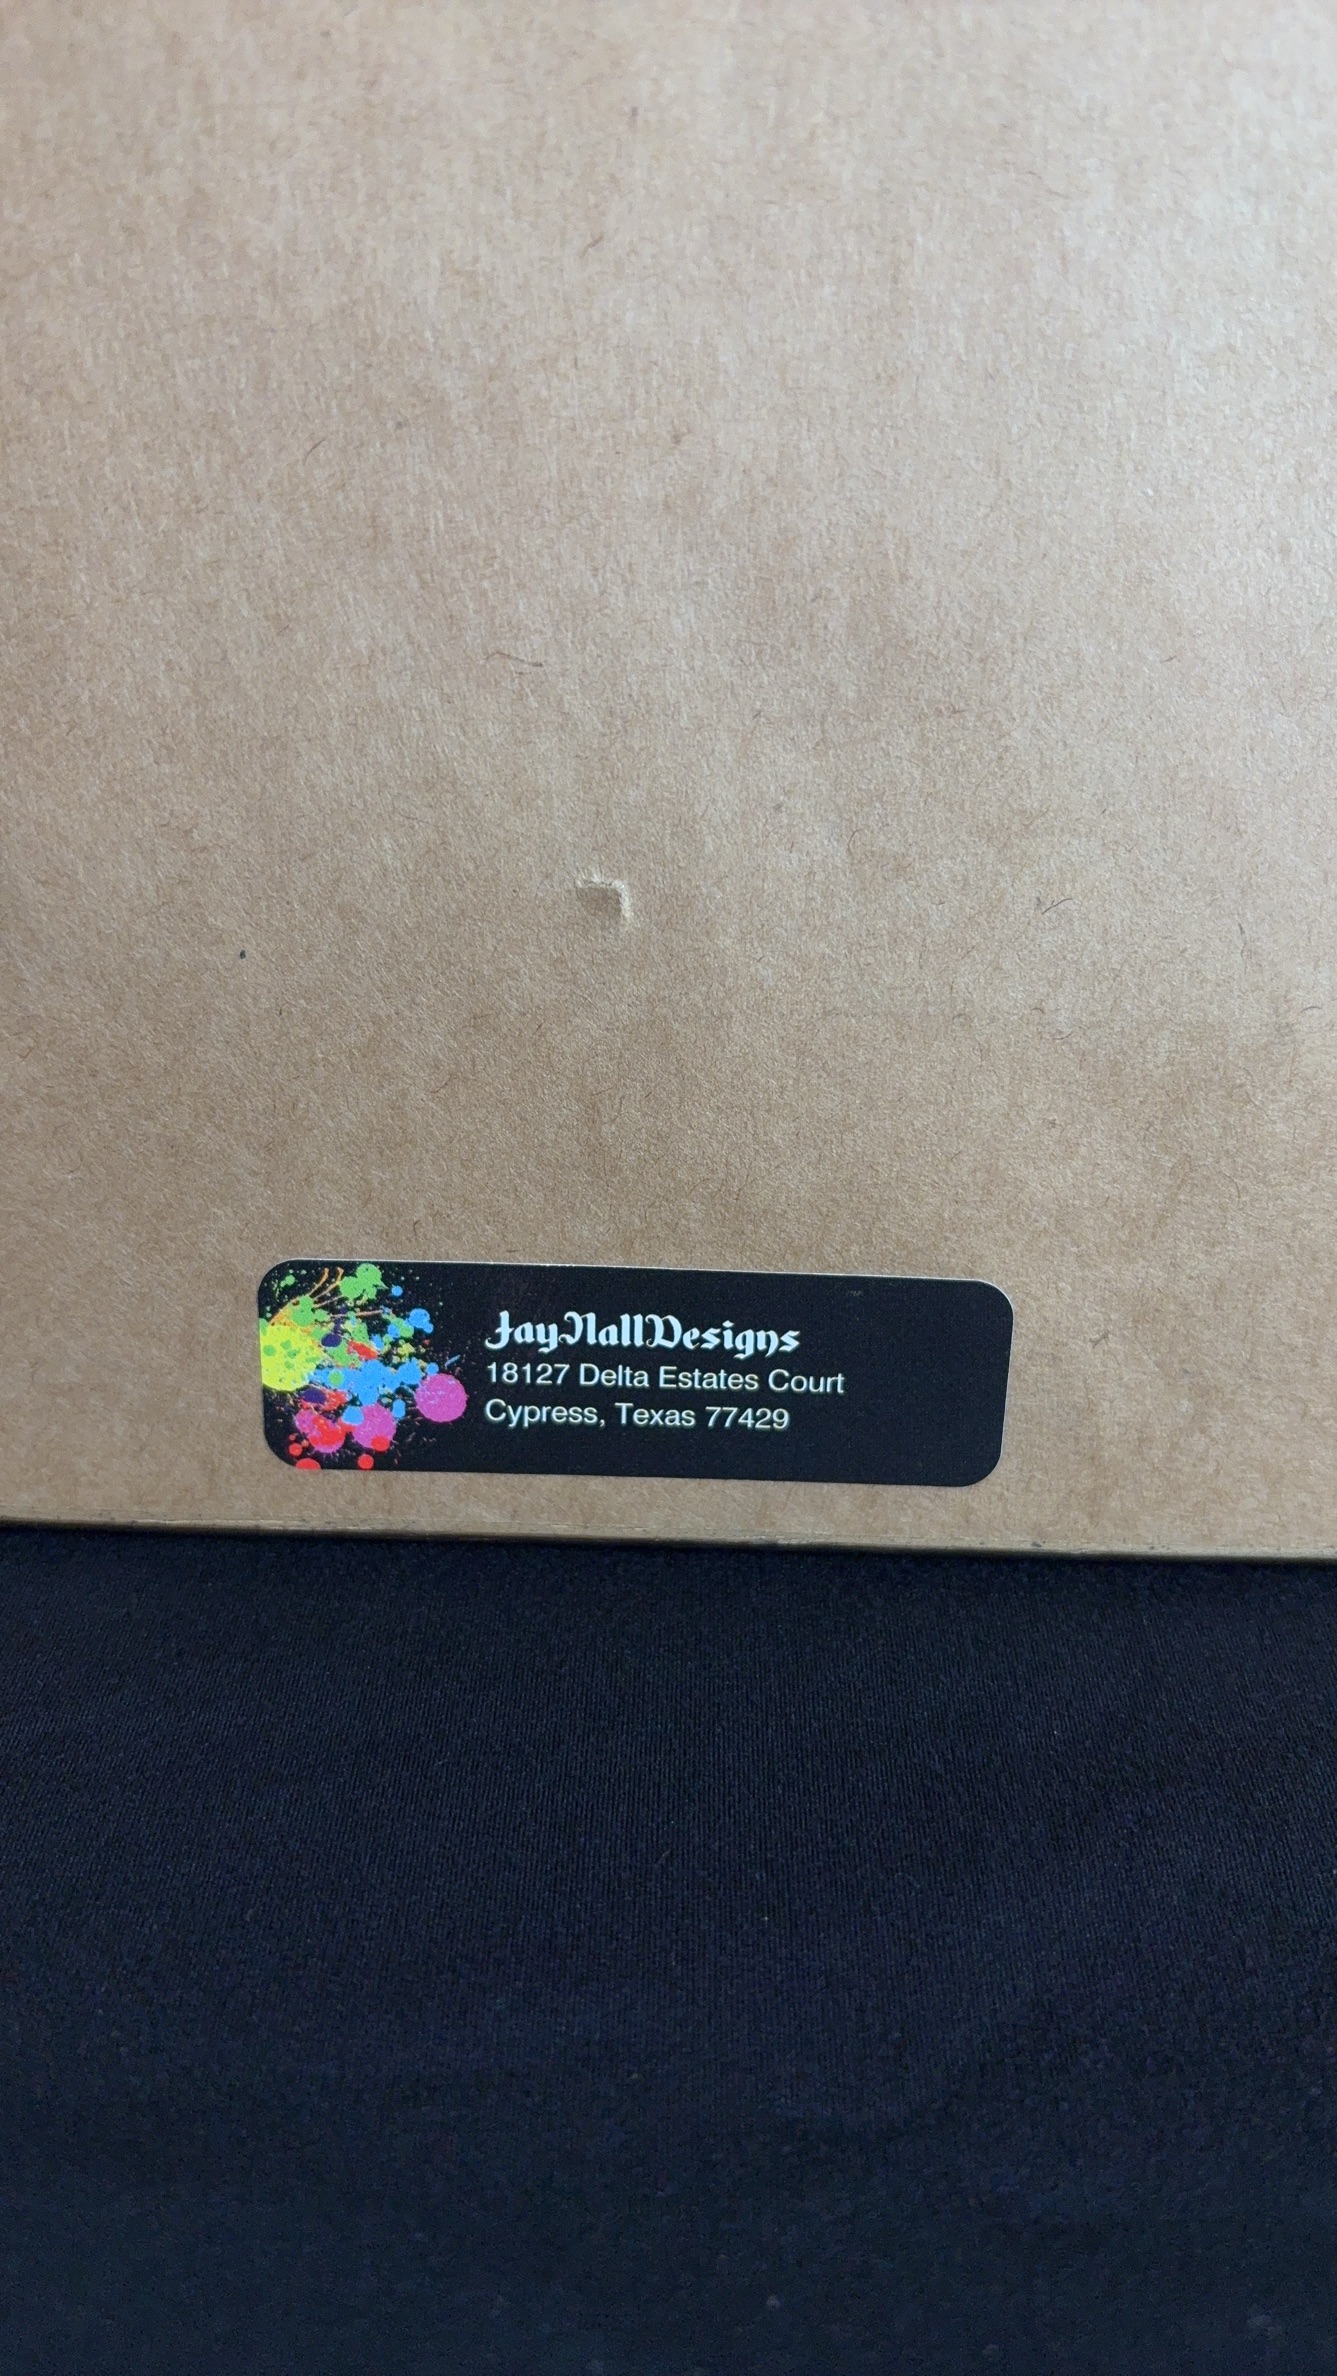 JayNallDesigns
18127 Delta Estates Court
Cypress, Texas 77429